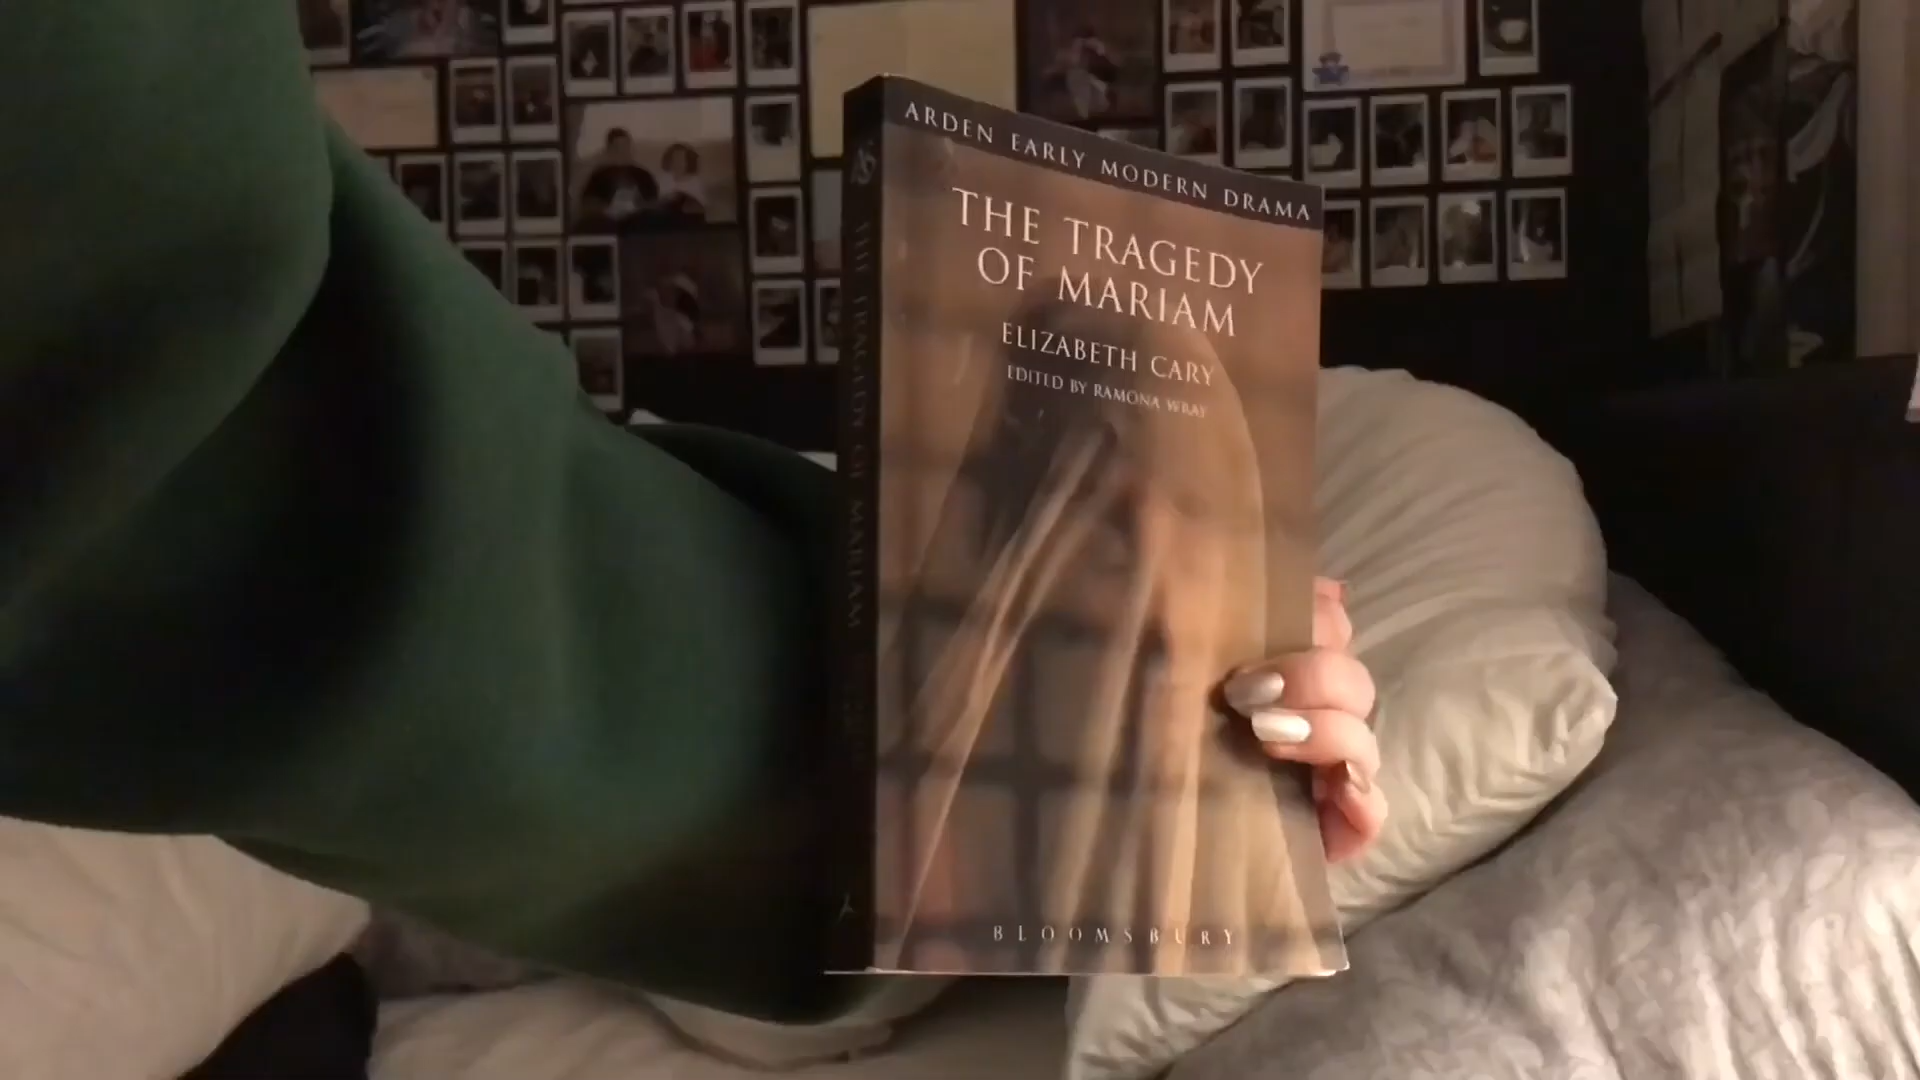 ARDEN EARLY MODERN DRAMA
THE TRAGEDY
OF MARIAM
ELIZABETH CARY
EDITED BY RAMONA WRAY
BLOOMSBURY
THE TRAGEDY OF MARIAM